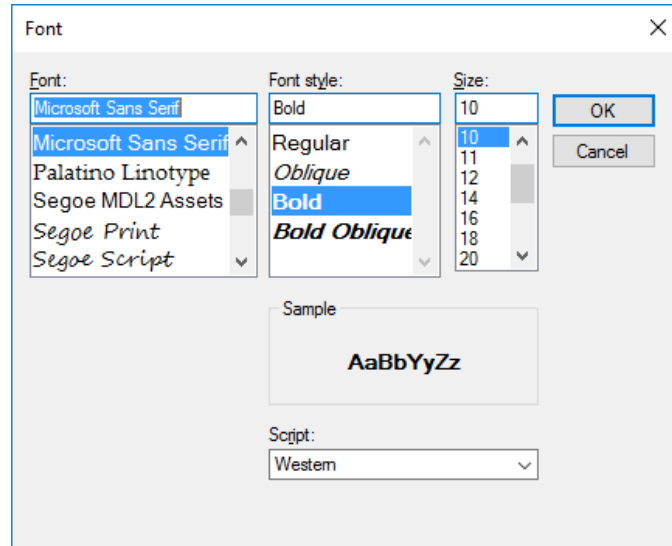 Font
Font:
Font style:
Size:
Microsoft Sans Serif
Bold
10
OK
Cancel
Microsoft Sans Serif
Palatino Linotype
Segoe MDL2 Assets
Segoe Print
Segoe Script
Regular
Oblique
Bold
Bold Oblique
10
11
12
14
16
18
20
Sample
AaBbYyZz
Script:
Western